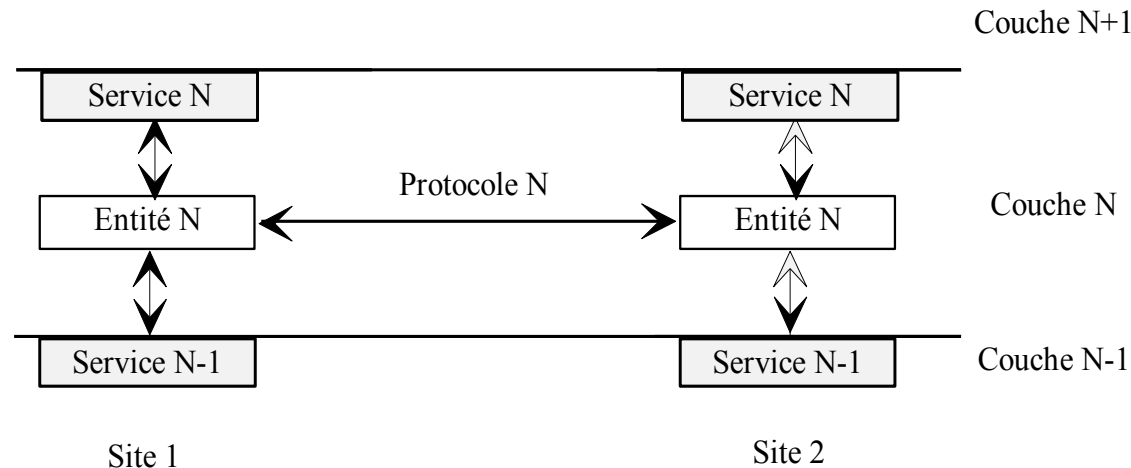 Couche N+1
Service N
Service N
Protocole N
Entité N
Entité N
Couche N
Service N-1
Service N-1
Couche N-1
Site 1
Site 2